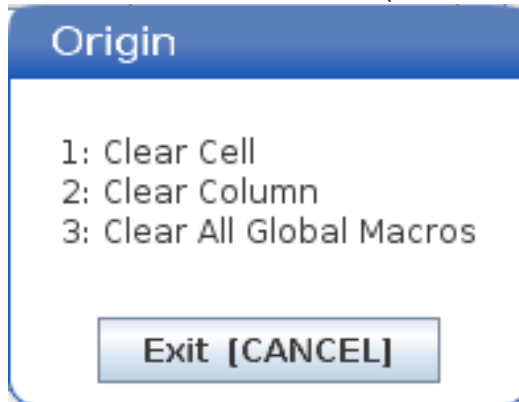 Origin
1: Clear Cell
2: Clear Column
3: Clear All Global Macros
Exit [CANCEL]